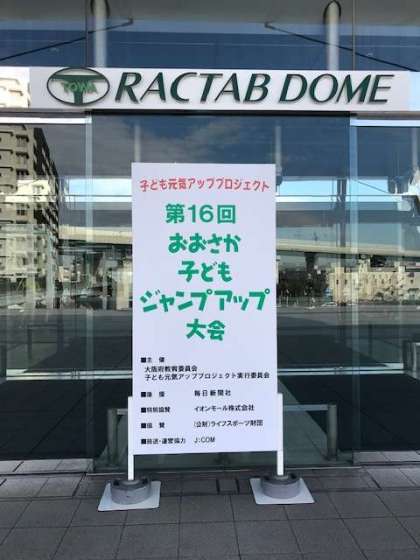 TOWA RACTAB DOME
子ども元気アッププロジェクト
第16回
おおさか
子ども
ジャンプアップ
大会
■主 催
大阪府教育委員会
子ども元気アッププロジェクト実行委員会
■後 援 毎日新聞社
■特別協賛 イオンモール株式会社
■協 賛 (公財)ライフスポーツ財団
■放送・運営協力 J:COM